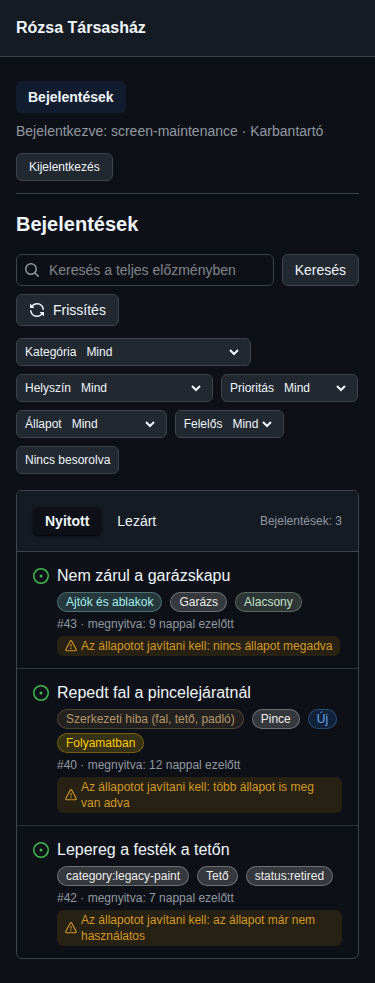 Rózsa Társasház
Bejelentések
Bejelentkezve: screen-maintenance · Karbantartó
Kijelentkezés
Bejelentések
Keresés a teljes előzményben
Keresés
Frissítés
Kategória Mind
Helyszín Mind
Prioritás Mind
Állapot Mind
Felelős Mind
Nincs besorolva
Nyitott
Lezárt
Bejelentések: 3
Nem zárul a garázskapu
Ajtók és ablakok
Garázs
Alacsony
#43 · megnyitva: 9 nappal ezelőtt
Az állapotot javítani kell: nincs állapot megadva
Repedt fal a pincelejáratnál
Szerkezeti hiba (fal, tető, padló)
Pince
Új
Folyamatban
#40 · megnyitva: 12 nappal ezelőtt
Az állapotot javítani kell: több állapot is meg
van adva
Lepereg a festék a tetőn
category:legacy-paint
Tető
status:retired
#42 · megnyitva: 7 nappal ezelőtt
Az állapotot javítani kell: az állapot már nem
használatos